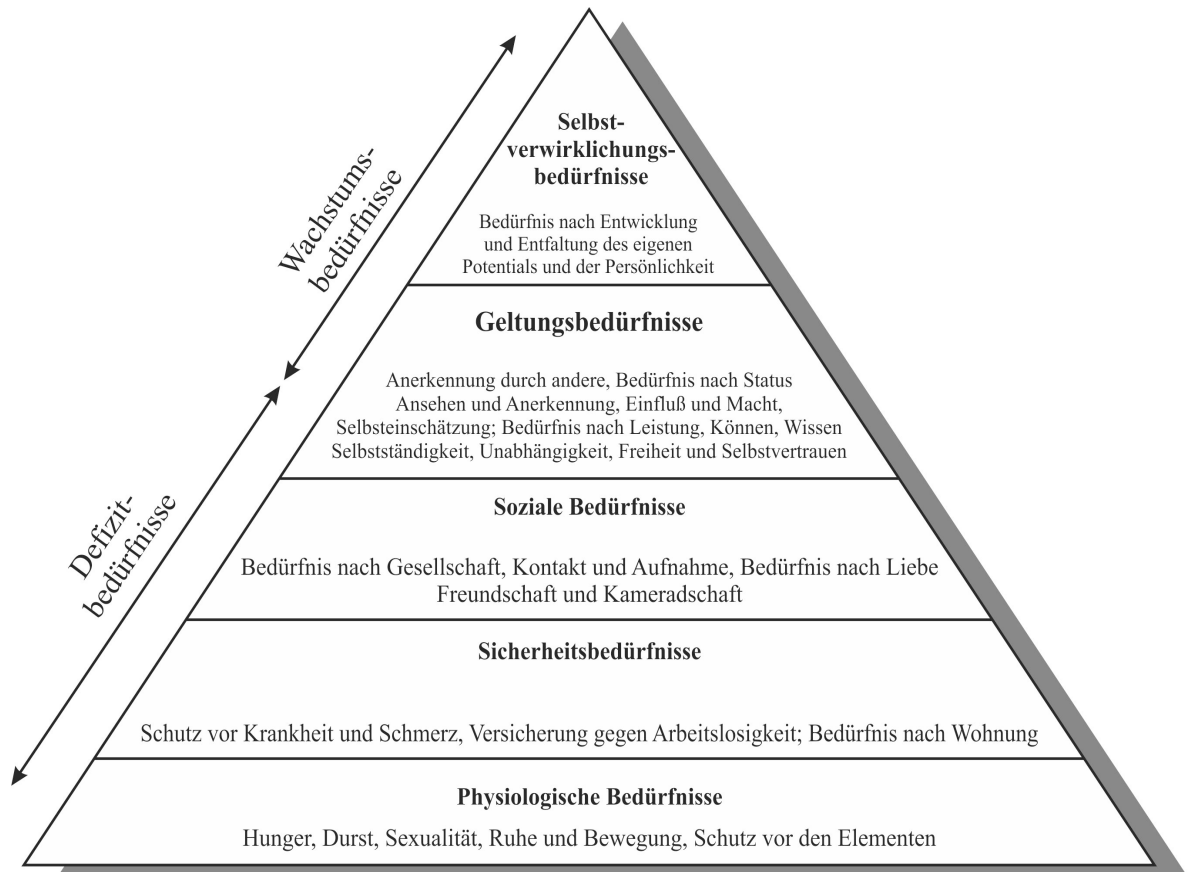 Selbst-
verwirklichungs-
bedürfnisse
Bedürfnis nach Entwicklung
und Entfaltung des eigenen
Potentials und der Persönlichkeit
Wachstums-
bedürfnisse
Geltungsbedürfnisse
Anerkennung durch andere, Bedürfnis nach Status
Ansehen und Anerkennung, Einfluß und Macht,
Selbsteinschätzung; Bedürfnis nach Leistung, Können, Wissen
Selbstständigkeit, Unabhängigkeit, Freiheit und Selbstvertrauen
Defizit-
bedürfnisse
Soziale Bedürfnisse
Bedürfnis nach Gesellschaft, Kontakt und Aufnahme, Bedürfnis nach Liebe
Freundschaft und Kameradschaft
Sicherheitsbedürfnisse
Schutz vor Krankheit und Schmerz, Versicherung gegen Arbeitslosigkeit; Bedürfnis nach Wohnung
Physiologische Bedürfnisse
Hunger, Durst, Sexualität, Ruhe und Bewegung, Schutz vor den Elementen